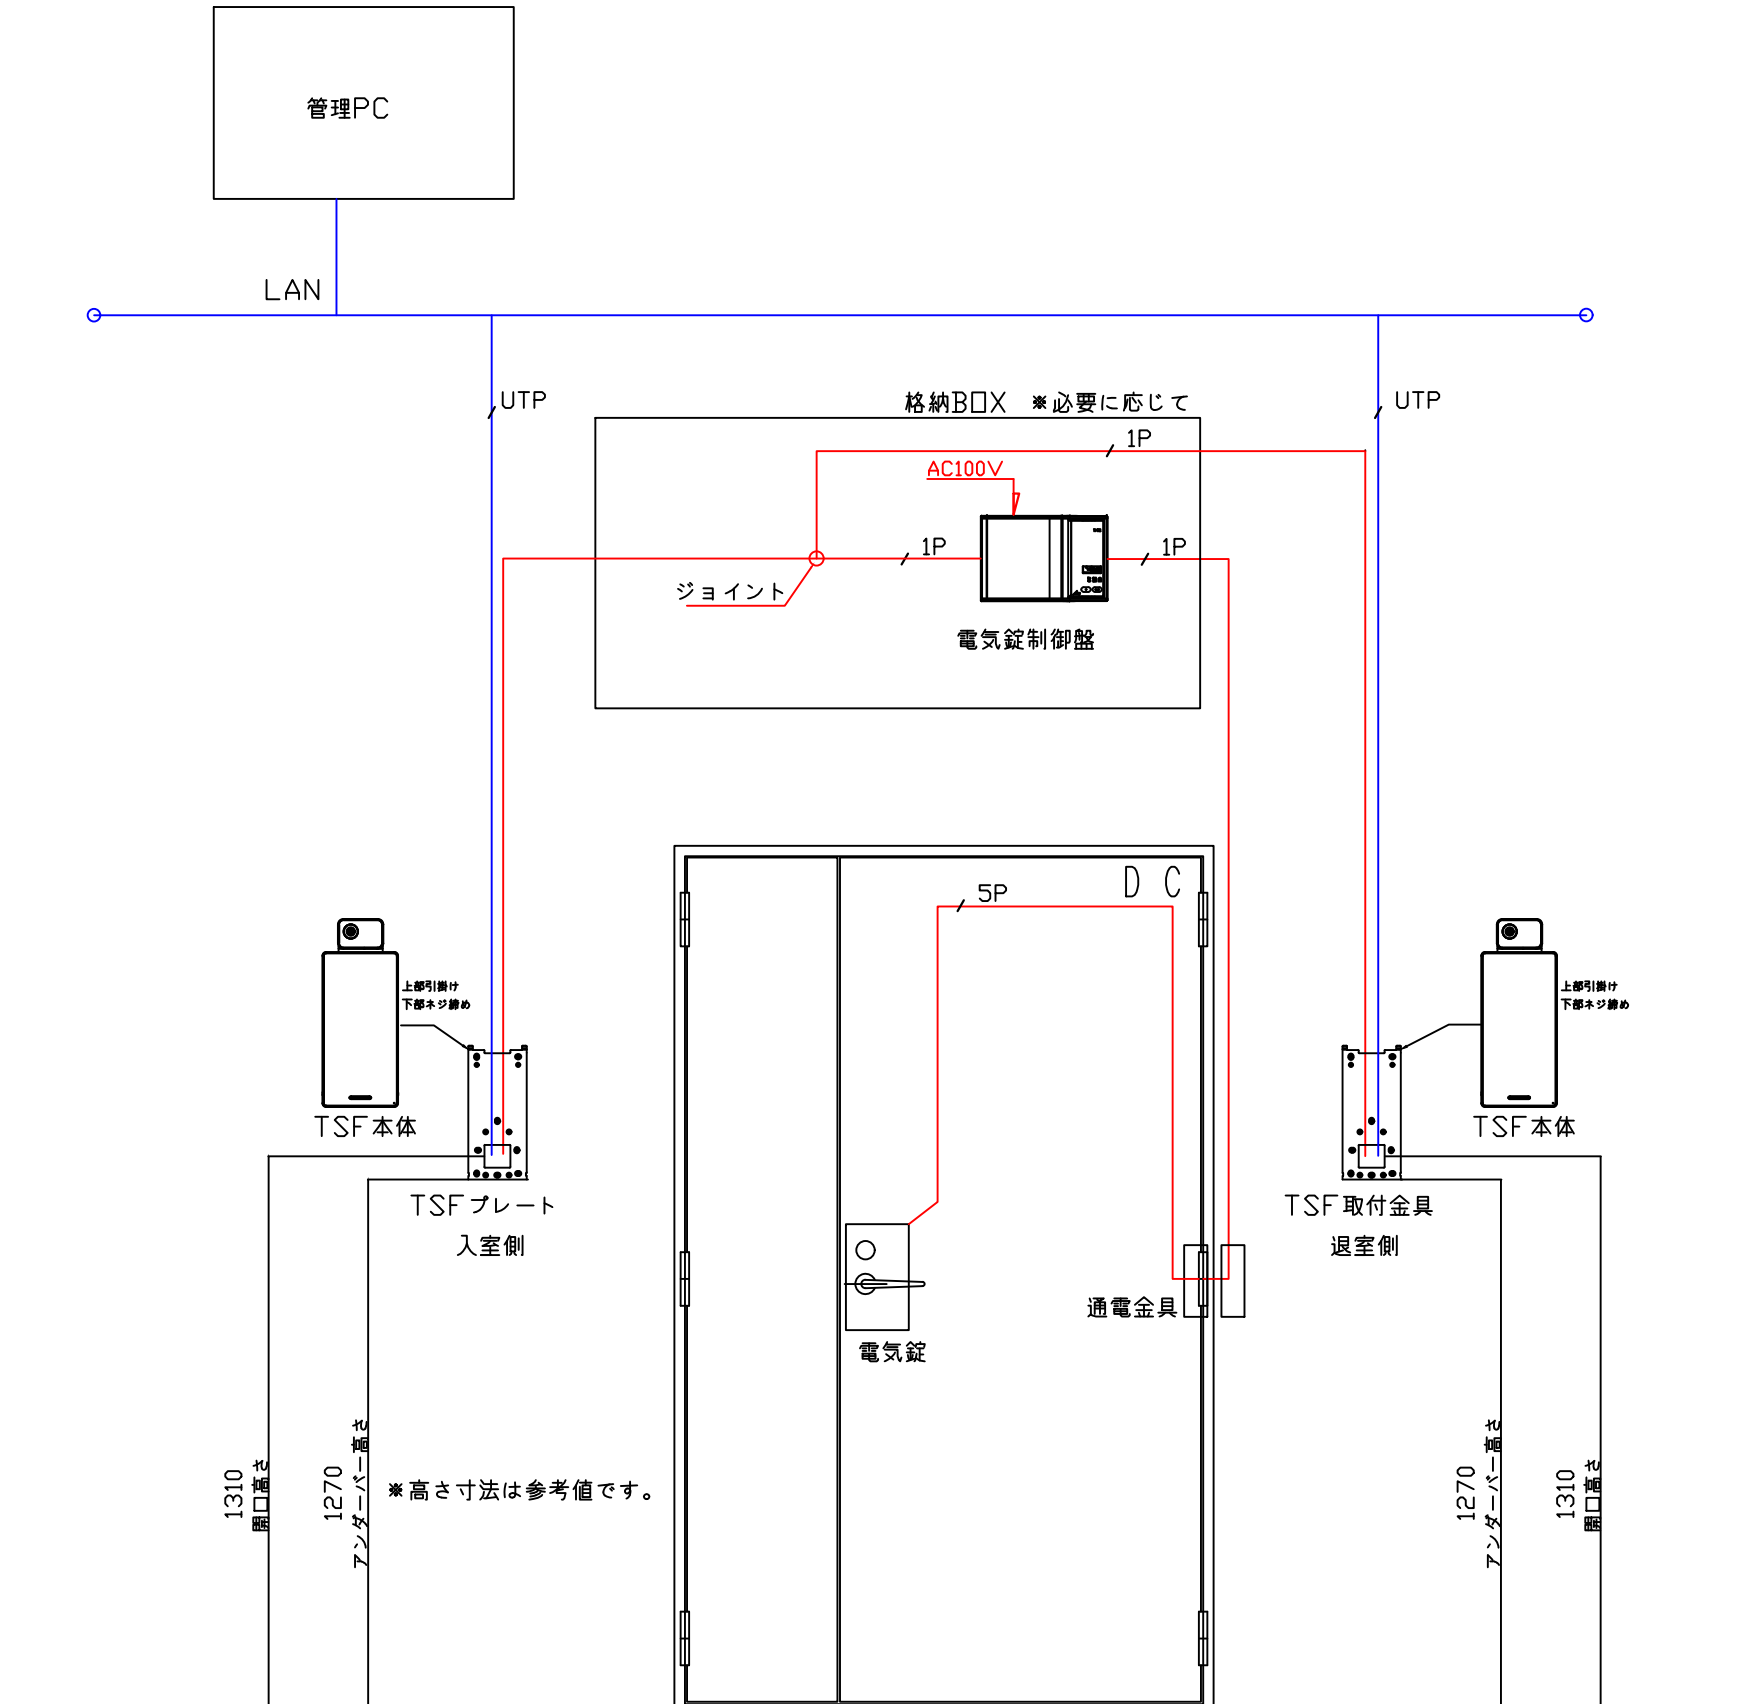 管理PC
LAN
UTP
UTP
格納BOX ※必要に応じて
1P
AC100V
1P
1P
ジョイント
電気錠制御盤
DC
5P
上部引掛け
下部ネジ締め
上部引掛け
下部ネジ締め
TSF本体
TSF本体
TSFプレート
入室側
TSF取付金具
退室側
通電金具
電気錠
1310
開口高さ
1270
アンダーバー高さ
※高さ寸法は参考値です。
1270
アンダーバー高さ
1310
開口高さ